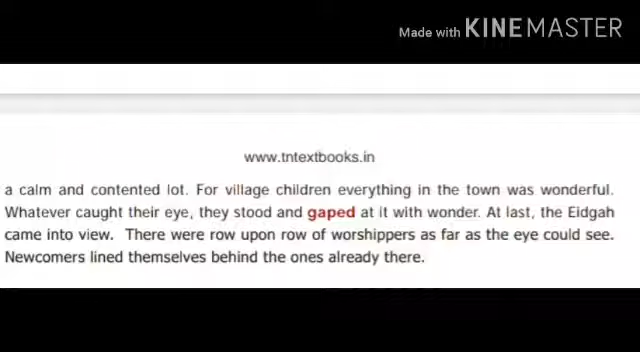 Made with KINEMASTER
www.tntextbooks.in
a calm and contented lot. For village children everything in the town was wonderful.
Whatever caught their eye, they stood and gaped at it with wonder. At last, the Eidgah
came into view. There were row upon row of worshippers as far as the eye could see.
Newcomers lined themselves behind the ones already there.